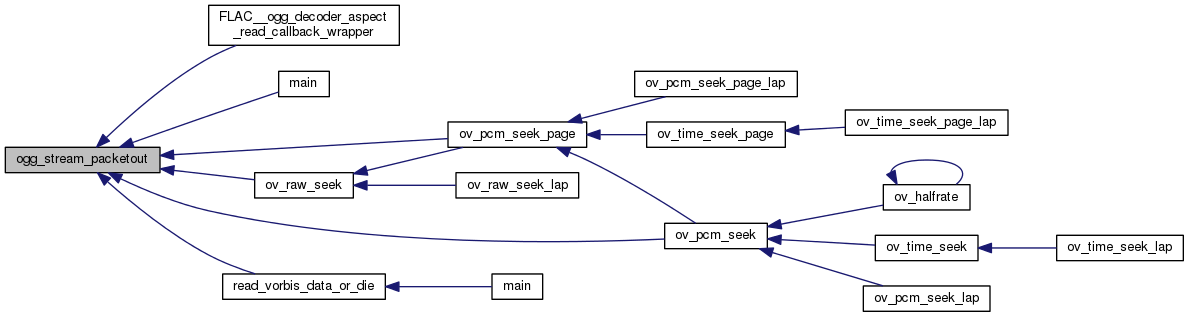 FLAC__ogg_decoder_aspect
_read_callback_wrapper
main
ov_pcm_seek_page_lap
ov_time_seek_page_lap
ov_pcm_seek_page
ov_time_seek_page
ogg_stream_packetout
ov_raw_seek
ov_raw_seek_lap
ov_halfrate
ov_pcm_seek
ov_time_seek
ov_time_seek_lap
read_vorbis_data_or_die
main
ov_pcm_seek_lap